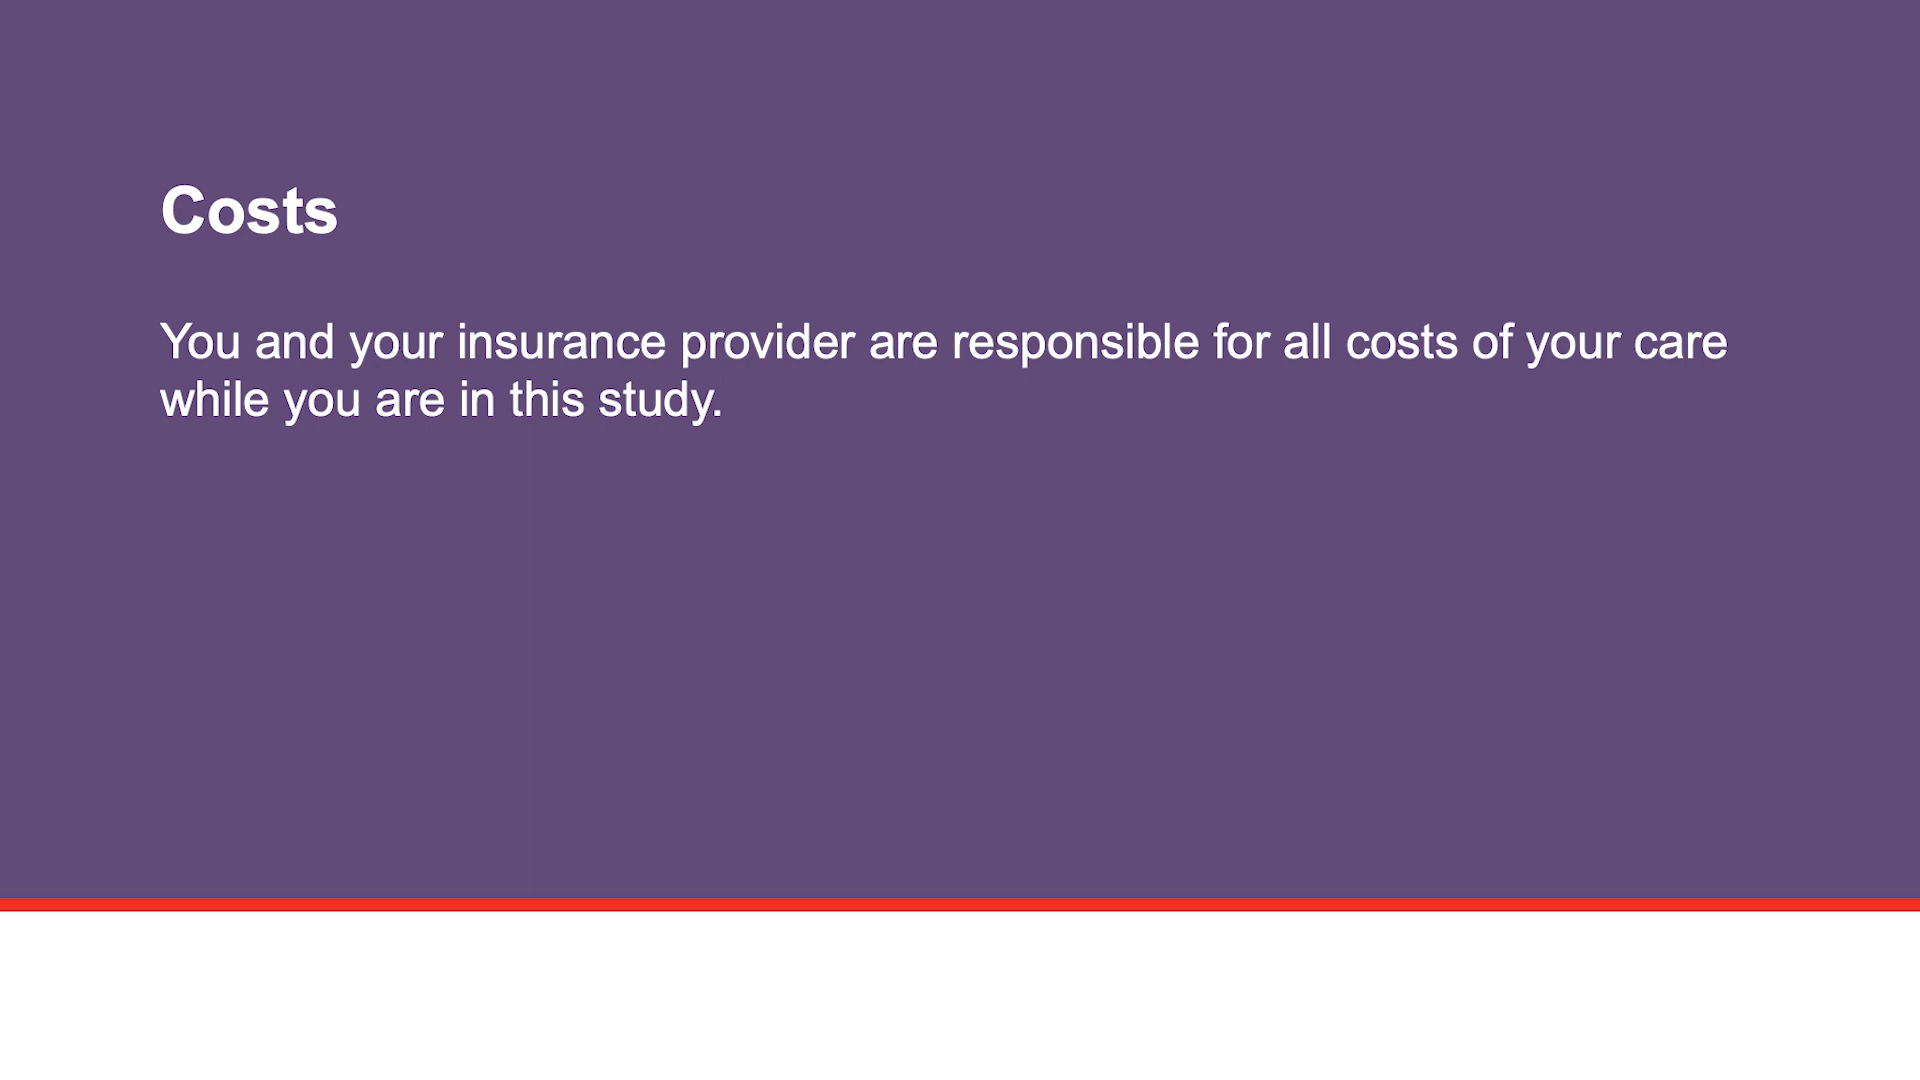 Costs
You and your insurance provider are responsible for all costs of your care
while you are in this study.